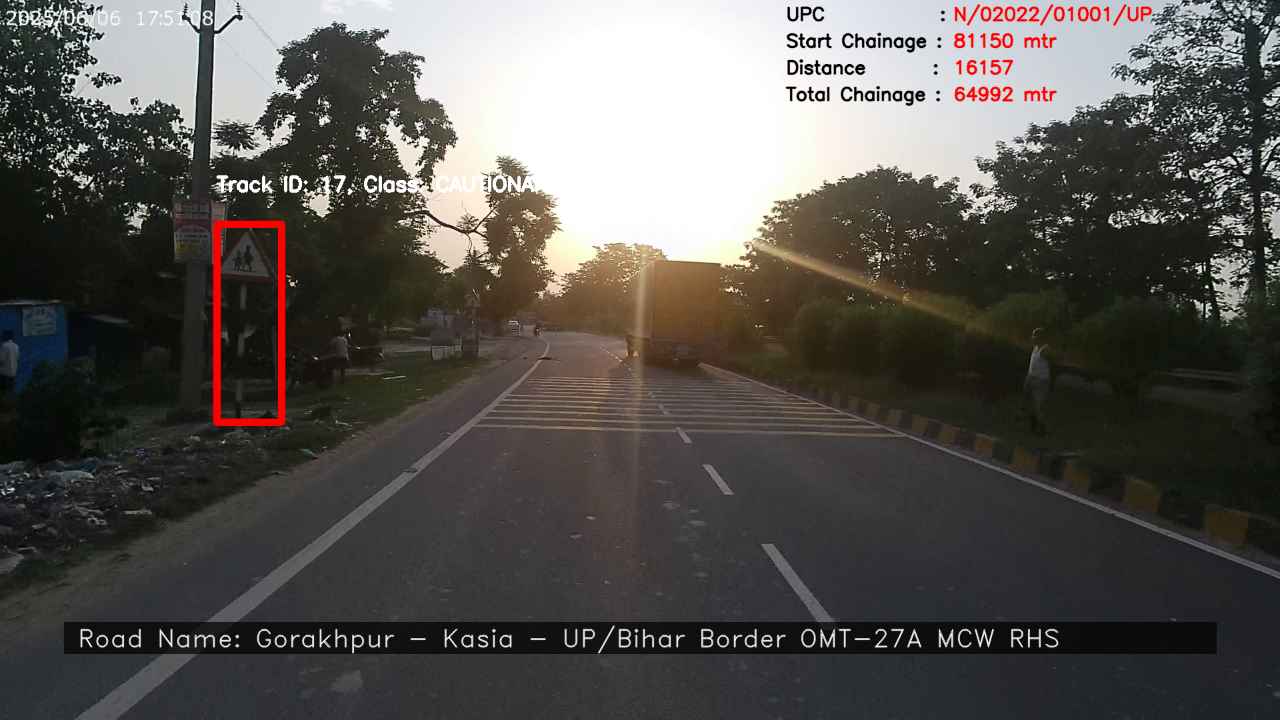 2025/06/06 17:51:08
UPC : N/02022/01001/UP
Start Chainage : 81150 mtr
Distance : 16157
Total Chainage : 64992 mtr
Track ID: 17, Class: CAUTIONA
Road Name: Gorakhpur - Kasia - UP/Bihar Border OMT-27A MCW RHS